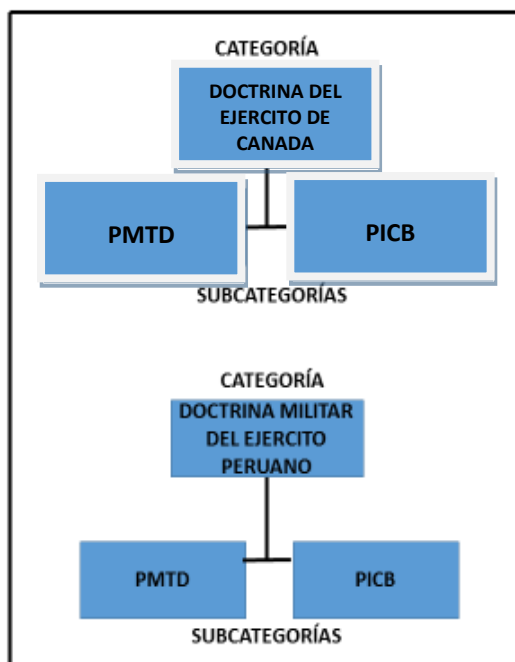 CATEGORÍA
DOCTRINA DEL
EJERCITO DE
CANADA
PMTD
PICB
SUBCATEGORÍAS
CATEGORÍA
DOCTRINA MILITAR
DEL EJERCITO
PERUANO
PMTD
PICB
SUBCATEGORÍAS